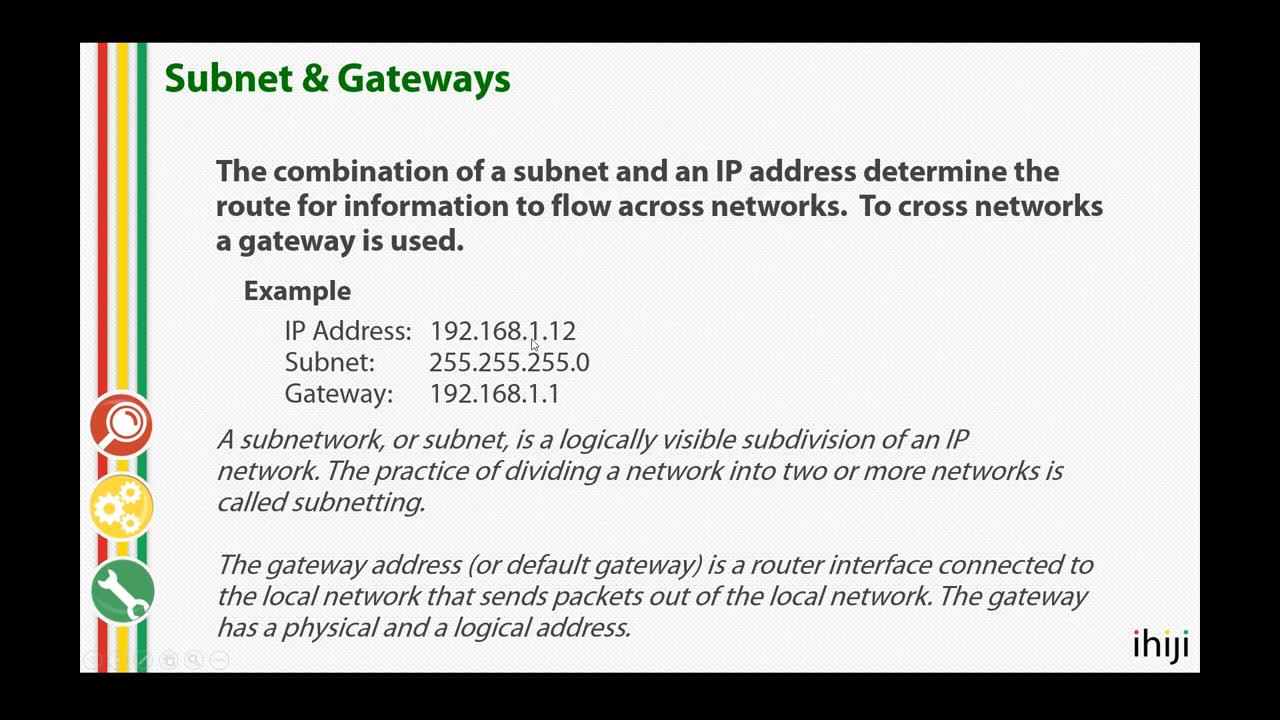 Subnet & Gateways
The combination of a subnet and an IP address determine the
route for information to flow across networks.  To cross networks
a gateway is used.
Example
IP Address: 192.168.1.12
Subnet: 255.255.255.0
Gateway: 192.168.1.1
A subnetwork, or subnet, is a logically visible subdivision of an IP
network. The practice of dividing a network into two or more networks is
called subnetting.
The gateway address (or default gateway) is a router interface connected to
the local network that sends packets out of the local network. The gateway
has a physical and a logical address.
ihiji